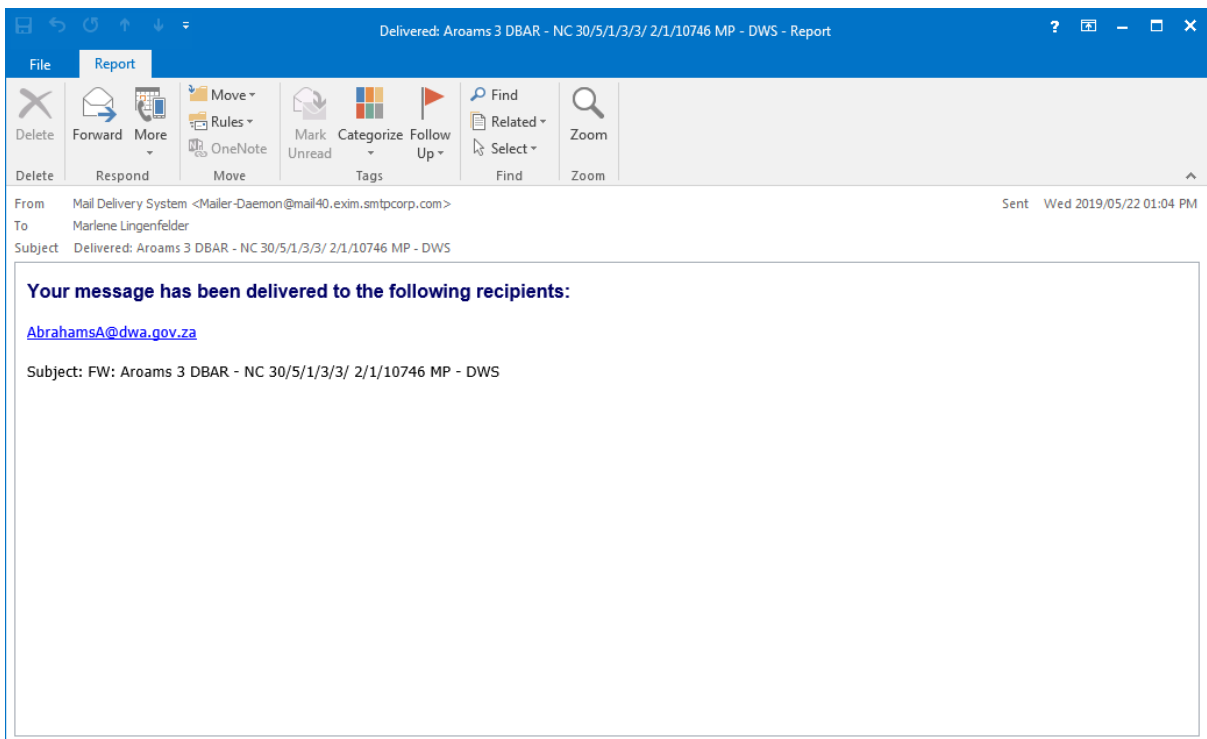 Delivered: Aroams 3 DBAR - NC 30/5/1/3/3/ 2/1/10746 MP - DWS - Report
?
File Report
Delete
Forward
More
Move
Rules
OneNote
Mark Unread
Categorize
Follow Up
Find
Related
Select
Zoom
Delete Respond Move Tags Find Zoom
From Mail Delivery System <Mailer-Daemon@mail40.exim.smtpcorp.com> Sent Wed 2019/05/22 01:04 PM
To Marlene Lingenfelder
Subject Delivered: Aroams 3 DBAR - NC 30/5/1/3/3/ 2/1/10746 MP - DWS
Your message has been delivered to the following recipients:
AbrahamsA@dwa.gov.za
Subject: FW: Aroams 3 DBAR - NC 30/5/1/3/3/ 2/1/10746 MP - DWS